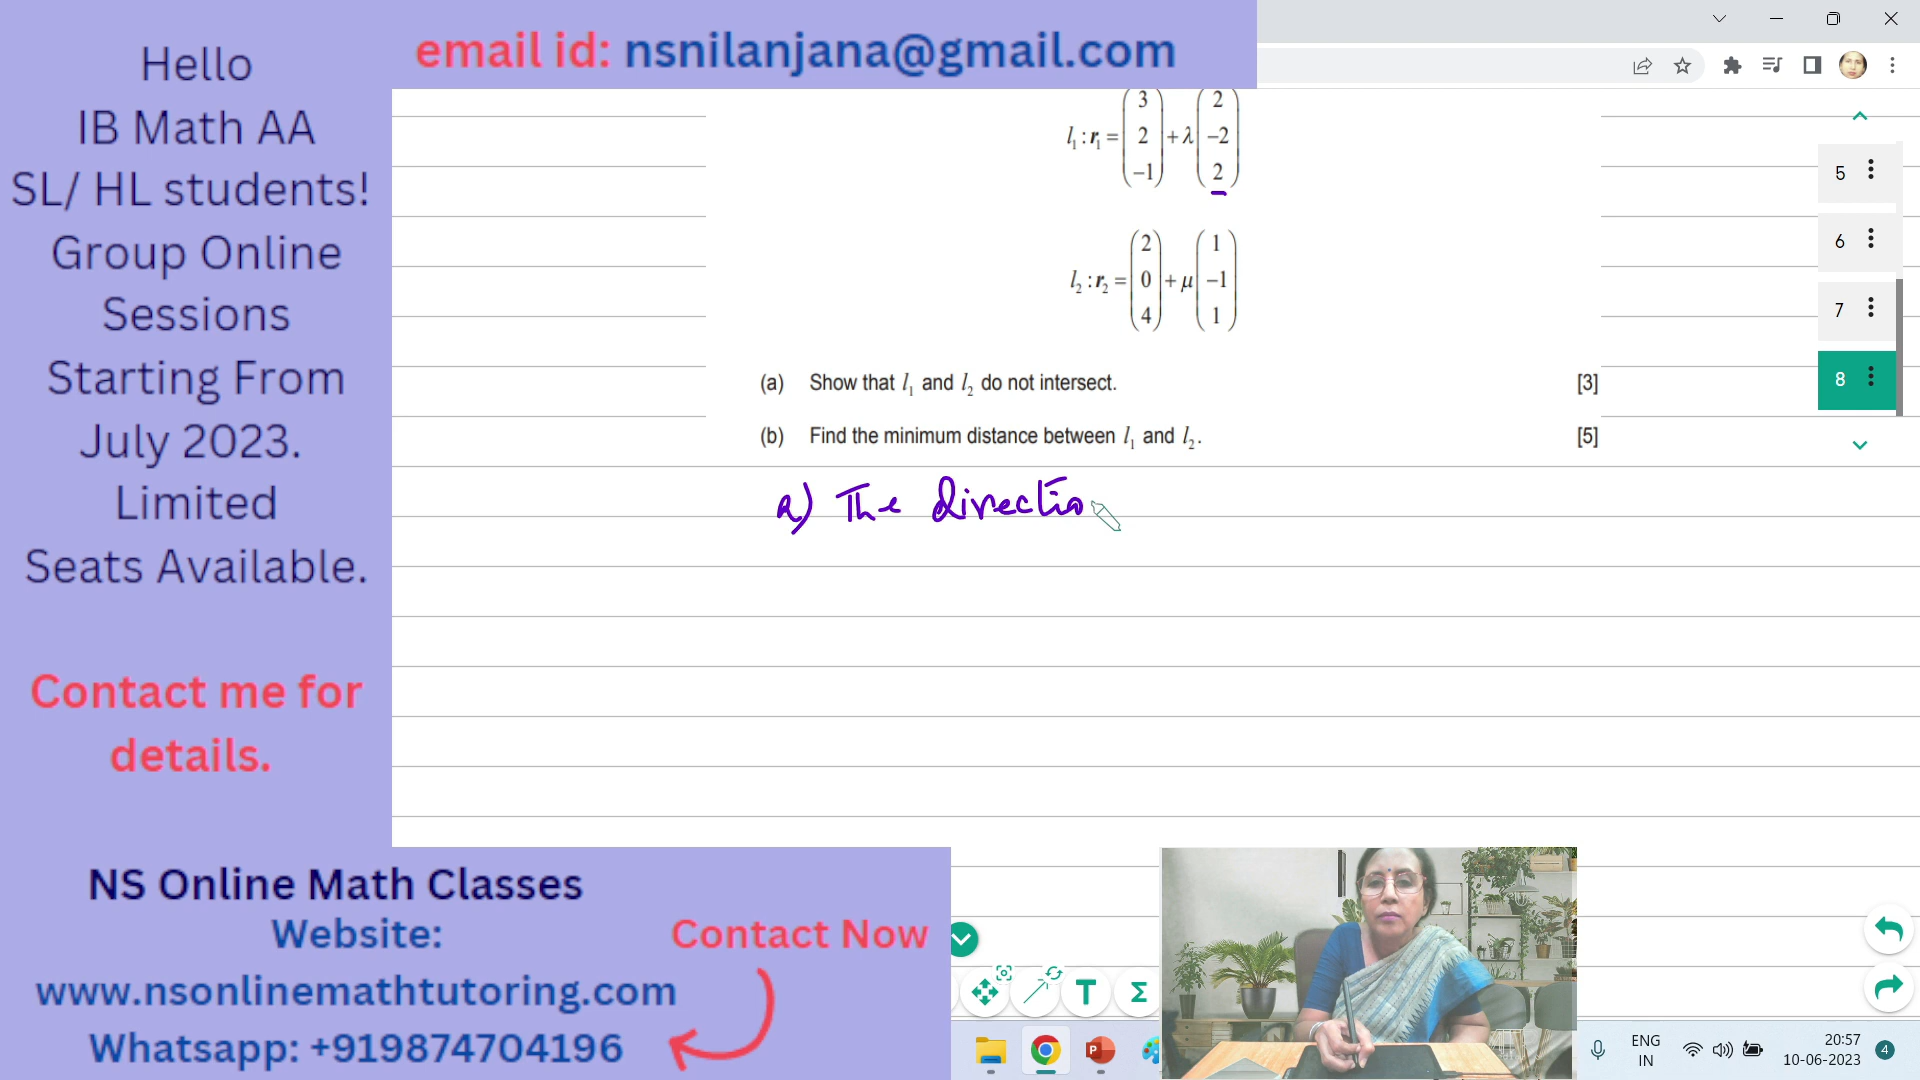 Hello
IB Math AA
SL/ HL students!
Group Online
Sessions
Starting From
July 2023.
Limited
Seats Available.
Contact me for
details.
email id: nsnilanjana@gmail.com
l₁ : r₁ = (3 2 −1) + λ (2 −2 2)
l₂ : r₂ = (2 0 4) + μ (1 −1 1)
(a) Show that l₁ and l₂ do not intersect. [3]
(b) Find the minimum distance between l₁ and l₂. [5]
a) The Directio
5
6
7
8
NS Online Math Classes
Website:
www.nsonlinemathtutoring.com
Whatsapp: +919874704196
Contact Now
T Σ
P
ENG
IN
20:57
10-06-2023
4